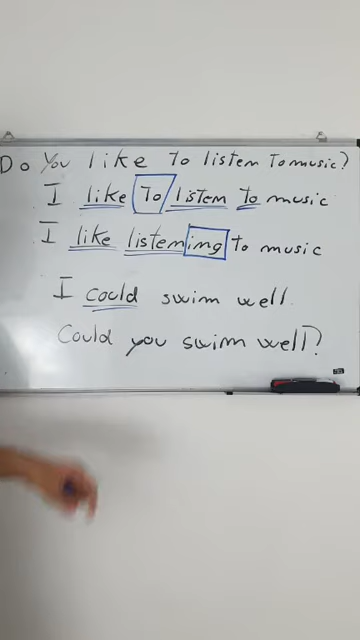 Do You like To listen To music?
I like To listen to music
I like listening to music
I could swim well.
Could you swim well?